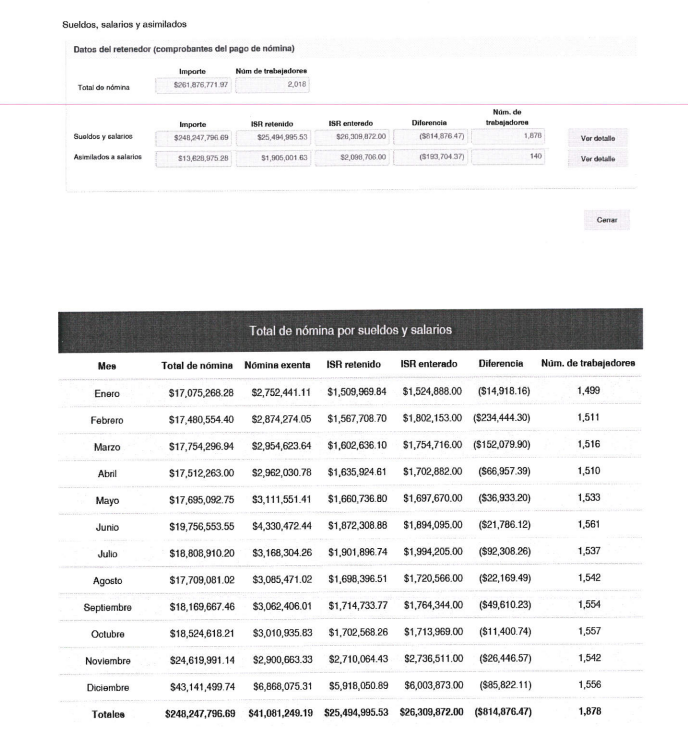 Sueldos, salarios y asimilados
Datos del retenedor (comprobantes del pago de nómina)
Importe Núm de trabajadores
Total de nómina $261,876,771.97 2,018
Importe ISR retenido ISR enterado Diferencia Núm. de trabajadores
Sueldos y salarios $248,247,796.69 $25,494,995.53 $26,309,872.00 ($814,876.47) 1,878 Ver detalle
Asimilados a salarios $13,628,975.28 $1,905,001.63 $2,098,706.00 ($193,704.37) 140 Ver detalle
Cerrar
Total de nómina por sueldos y salarios
Mes Total de nómina Nómina exenta ISR retenido ISR enterado Diferencia Núm. de trabajadores
Enero $17,075,268.28 $2,752,441.11 $1,509,969.84 $1,524,888.00 ($14,918.16) 1,499
Febrero $17,480,554.40 $2,874,274.05 $1,567,708.70 $1,802,153.00 ($234,444.30) 1,511
Marzo $17,754,296.94 $2,954,623.64 $1,602,636.10 $1,754,716.00 ($152,079.90) 1,516
Abril $17,512,263.00 $2,962,030.78 $1,635,924.61 $1,702,882.00 ($66,957.39) 1,510
Mayo $17,695,092.75 $3,111,551.41 $1,660,736.80 $1,697,670.00 ($36,933.20) 1,533
Junio $19,756,553.55 $4,330,472.44 $1,872,308.88 $1,894,095.00 ($21,786.12) 1,561
Julio $18,808,910.20 $3,168,304.26 $1,901,896.74 $1,994,205.00 ($92,308.26) 1,537
Agosto $17,709,081.02 $3,085,471.02 $1,698,396.51 $1,720,566.00 ($22,169.49) 1,542
Septiembre $18,169,667.46 $3,062,406.01 $1,714,733.77 $1,764,344.00 ($49,610.23) 1,554
Octubre $18,524,618.21 $3,010,935.83 $1,702,568.26 $1,713,969.00 ($11,400.74) 1,557
Noviembre $24,619,991.14 $2,900,663.33 $2,710,064.43 $2,736,511.00 ($26,446.57) 1,542
Diciembre $43,141,499.74 $6,868,075.31 $5,918,050.89 $6,003,873.00 ($85,822.11) 1,556
Totales $248,247,796.69 $41,081,249.19 $25,494,995.53 $26,309,872.00 ($814,876.47) 1,878